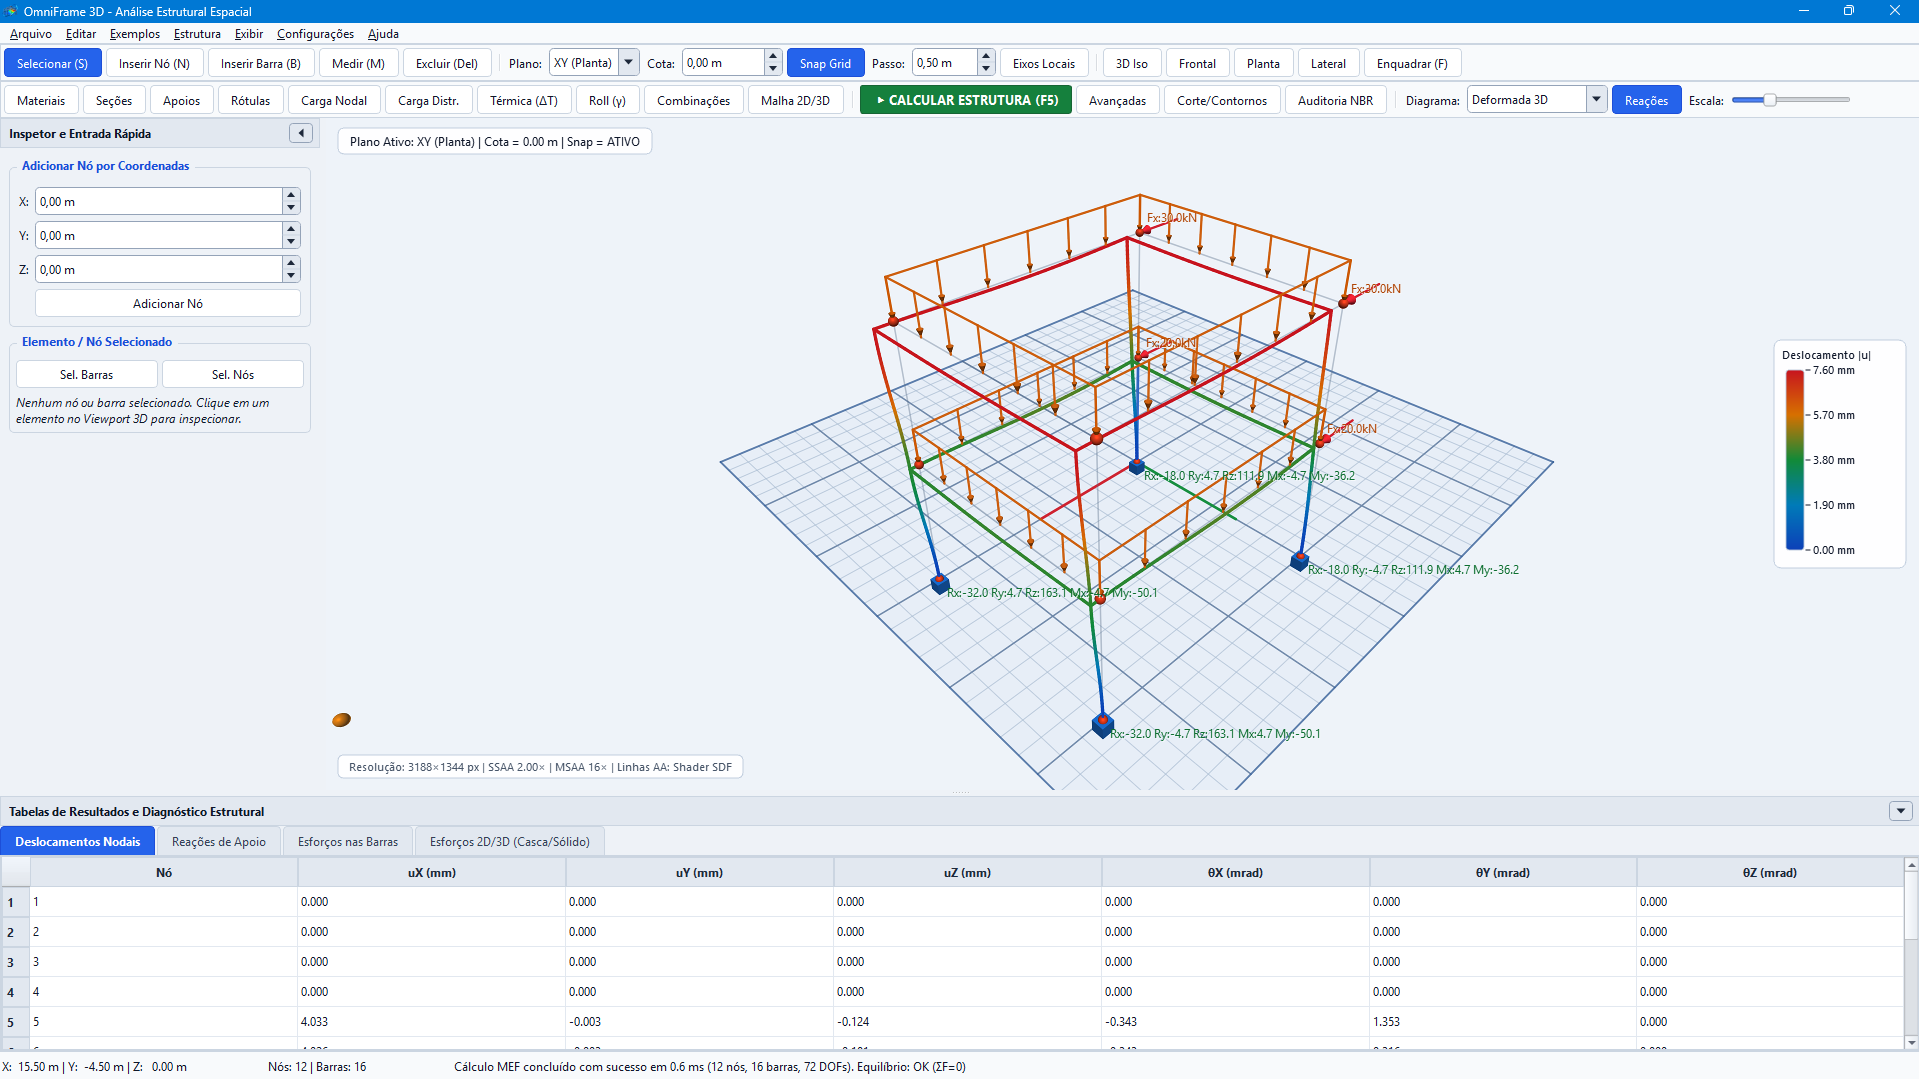 OmniFrame 3D - Análise Estrutural Espacial
Arquivo Editar Exemplos Estrutura Exibir Configurações Ajuda
Selecionar (S) Inserir Nó (N) Inserir Barra (B) Medir (M) Excluir (Del) Plano: XY (Planta) Cota: 0,00 m Snap Grid Passo: 0,50 m Eixos Locais 3D Iso Frontal Planta Lateral Enquadrar (F)
Materiais Seções Apoios Rótulas Carga Nodal Carga Distr. Térmica (ΔT) Roll (γ) Combinações Malha 2D/3D CALCULAR ESTRUTURA (F5) Avançadas Corte/Contornos Auditoria NBR Diagrama: Deformada 3D Reações Escala:
Inspetor e Entrada Rápida
Adicionar Nó por Coordenadas
X: 0,00 m
Y: 0,00 m
Z: 0,00 m
Adicionar Nó
Elemento / Nó Selecionado
Sel. Barras Sel. Nós
Nenhum nó ou barra selecionado. Clique em um
elemento no Viewport 3D para inspecionar.
Plano Ativo: XY (Planta) | Cota = 0.00 m | Snap = ATIVO
Fx:30.0kN
Fx:30.0kN
Fx:20.0kN
Fx:20.0kN
Rx:-18.0 Ry:4.7 Rz:111.9 Mx:-4.7 My:-36.2
Rx:-18.0 Ry:-4.7 Rz:111.9 Mx:4.7 My:-36.2
Rx:-32.0 Ry:4.7 Rz:163.1 Mx:-4.7 My:-50.1
Rx:-32.0 Ry:-4.7 Rz:163.1 Mx:4.7 My:-50.1
Deslocamento |u|
7.60 mm
5.70 mm
3.80 mm
1.90 mm
0.00 mm
Resolução: 3188×1344 px | SSAA 2.00× | MSAA 16× | Linhas AA: Shader SDF
Tabelas de Resultados e Diagnóstico Estrutural
Deslocamentos Nodais Reações de Apoio Esforços nas Barras Esforços 2D/3D (Casca/Sólido)
Nó uX (mm) uY (mm) uZ (mm) θX (mrad) θY (mrad) θZ (mrad)
1 1 0.000 0.000 0.000 0.000 0.000 0.000
2 2 0.000 0.000 0.000 0.000 0.000 0.000
3 3 0.000 0.000 0.000 0.000 0.000 0.000
4 4 0.000 0.000 0.000 0.000 0.000 0.000
5 5 4.033 -0.003 -0.124 -0.343 1.353 0.000
X: 15.50 m | Y: -4.50 m | Z: 0.00 m Nós: 12 | Barras: 16 Cálculo MEF concluído com sucesso em 0.6 ms (12 nós, 16 barras, 72 DOFs). Equilíbrio: OK (ΣF=0)